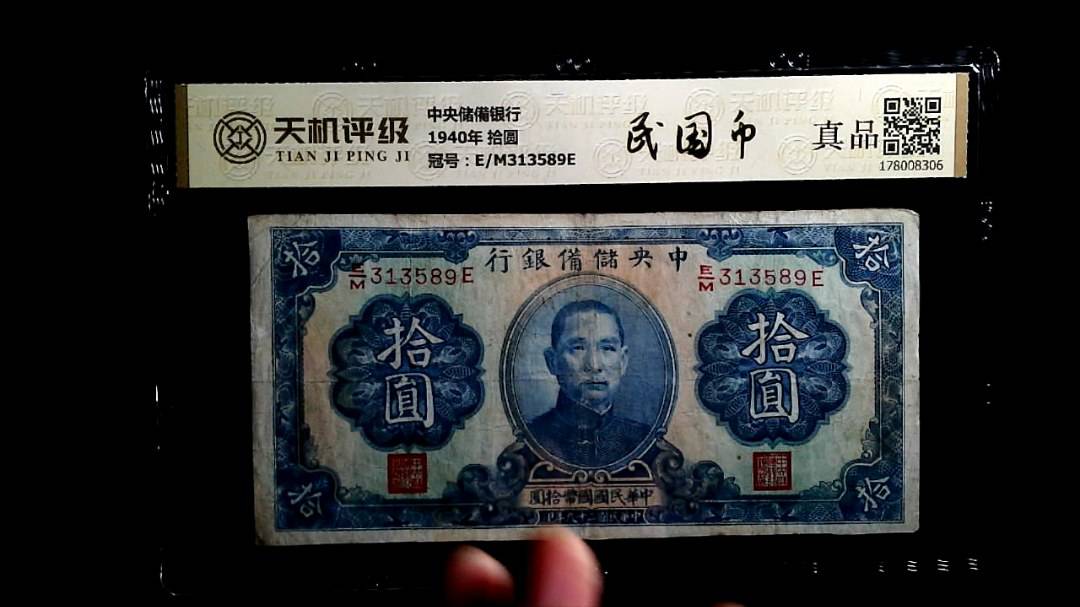 天机评级
TIAN JI PING JI
中央储備银行
1940年 拾圆
冠号：E/M313589E
民国币
真品
178008306
行銀備儲央中
拾
拾
E/M313589E
E/M313589E
拾圓
拾圓
拾
拾
圓拾幣國國民華中